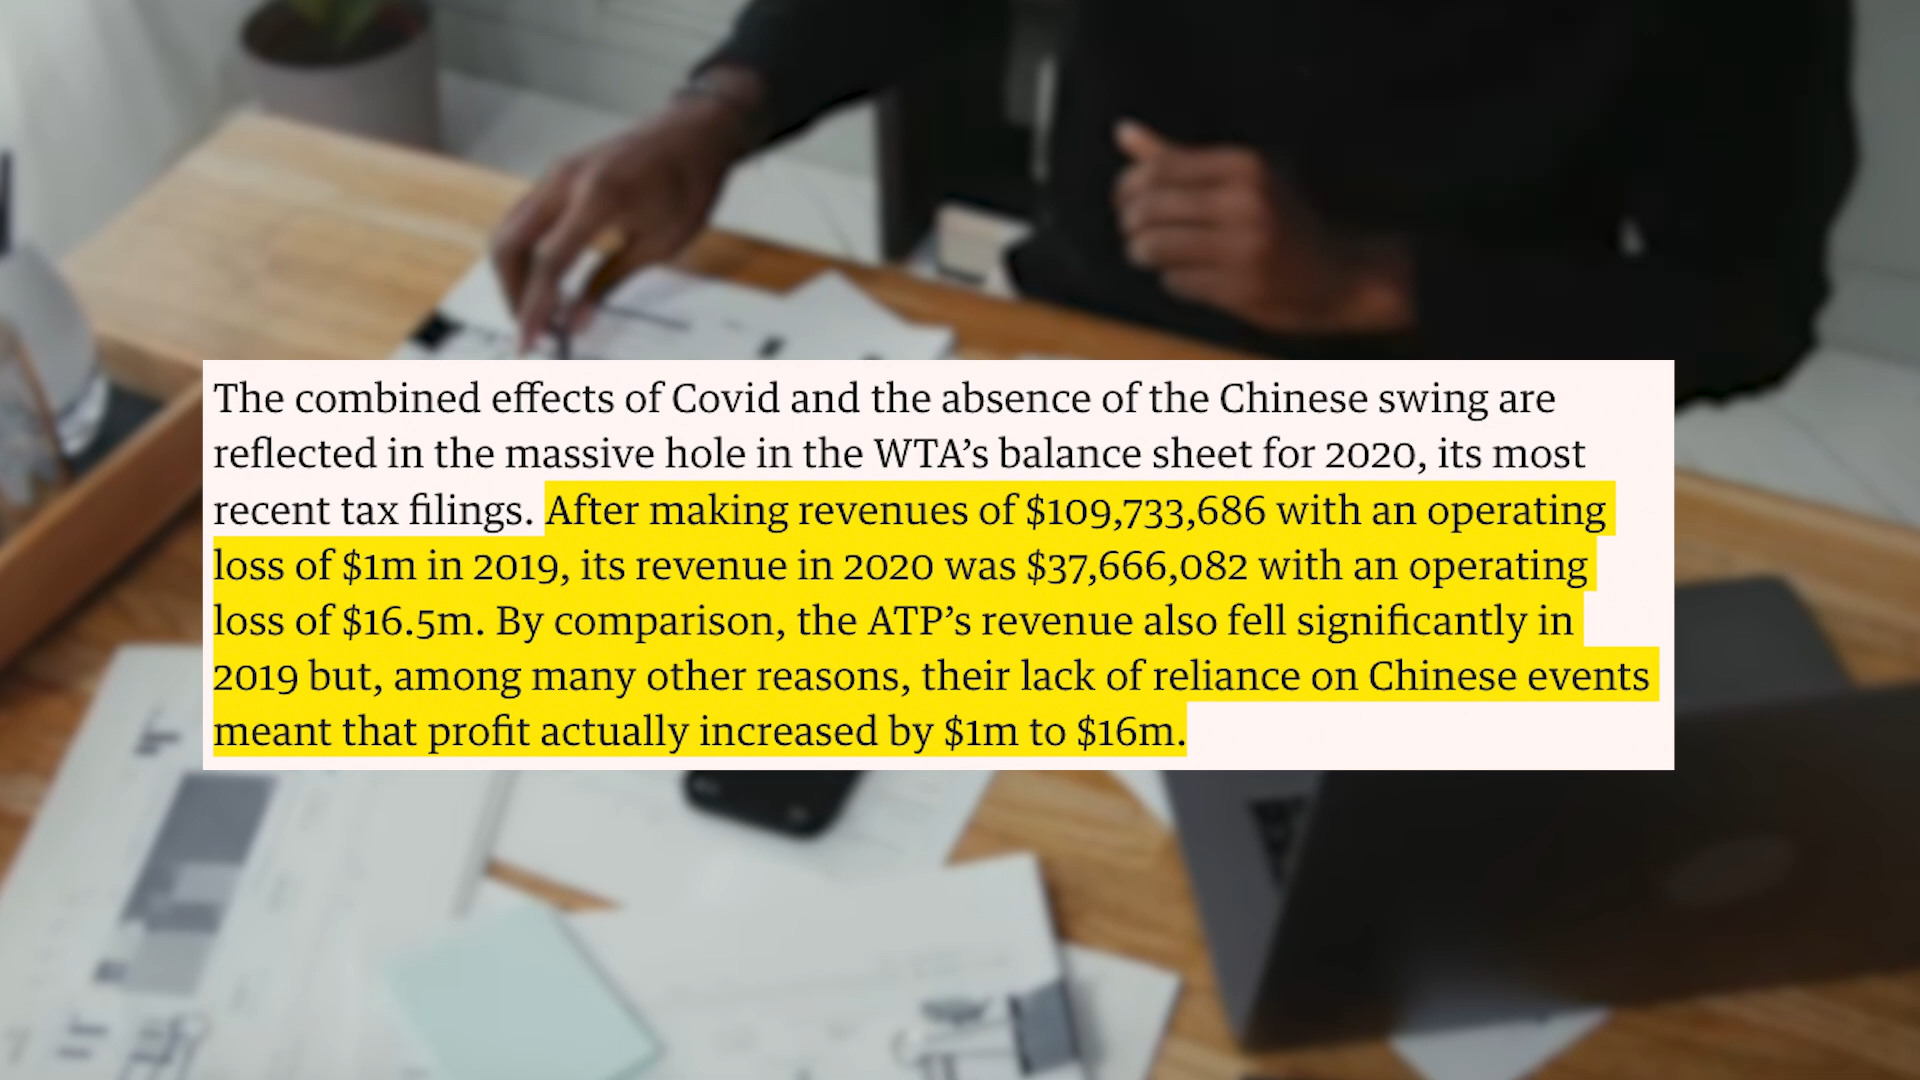 The combined effects of Covid and the absence of the Chinese swing are
reflected in the massive hole in the WTA’s balance sheet for 2020, its most
recent tax filings. After making revenues of $109,733,686 with an operating
loss of $1m in 2019, its revenue in 2020 was $37,666,082 with an operating
loss of $16.5m. By comparison, the ATP’s revenue also fell significantly in
2019 but, among many other reasons, their lack of reliance on Chinese events
meant that profit actually increased by $1m to $16m.